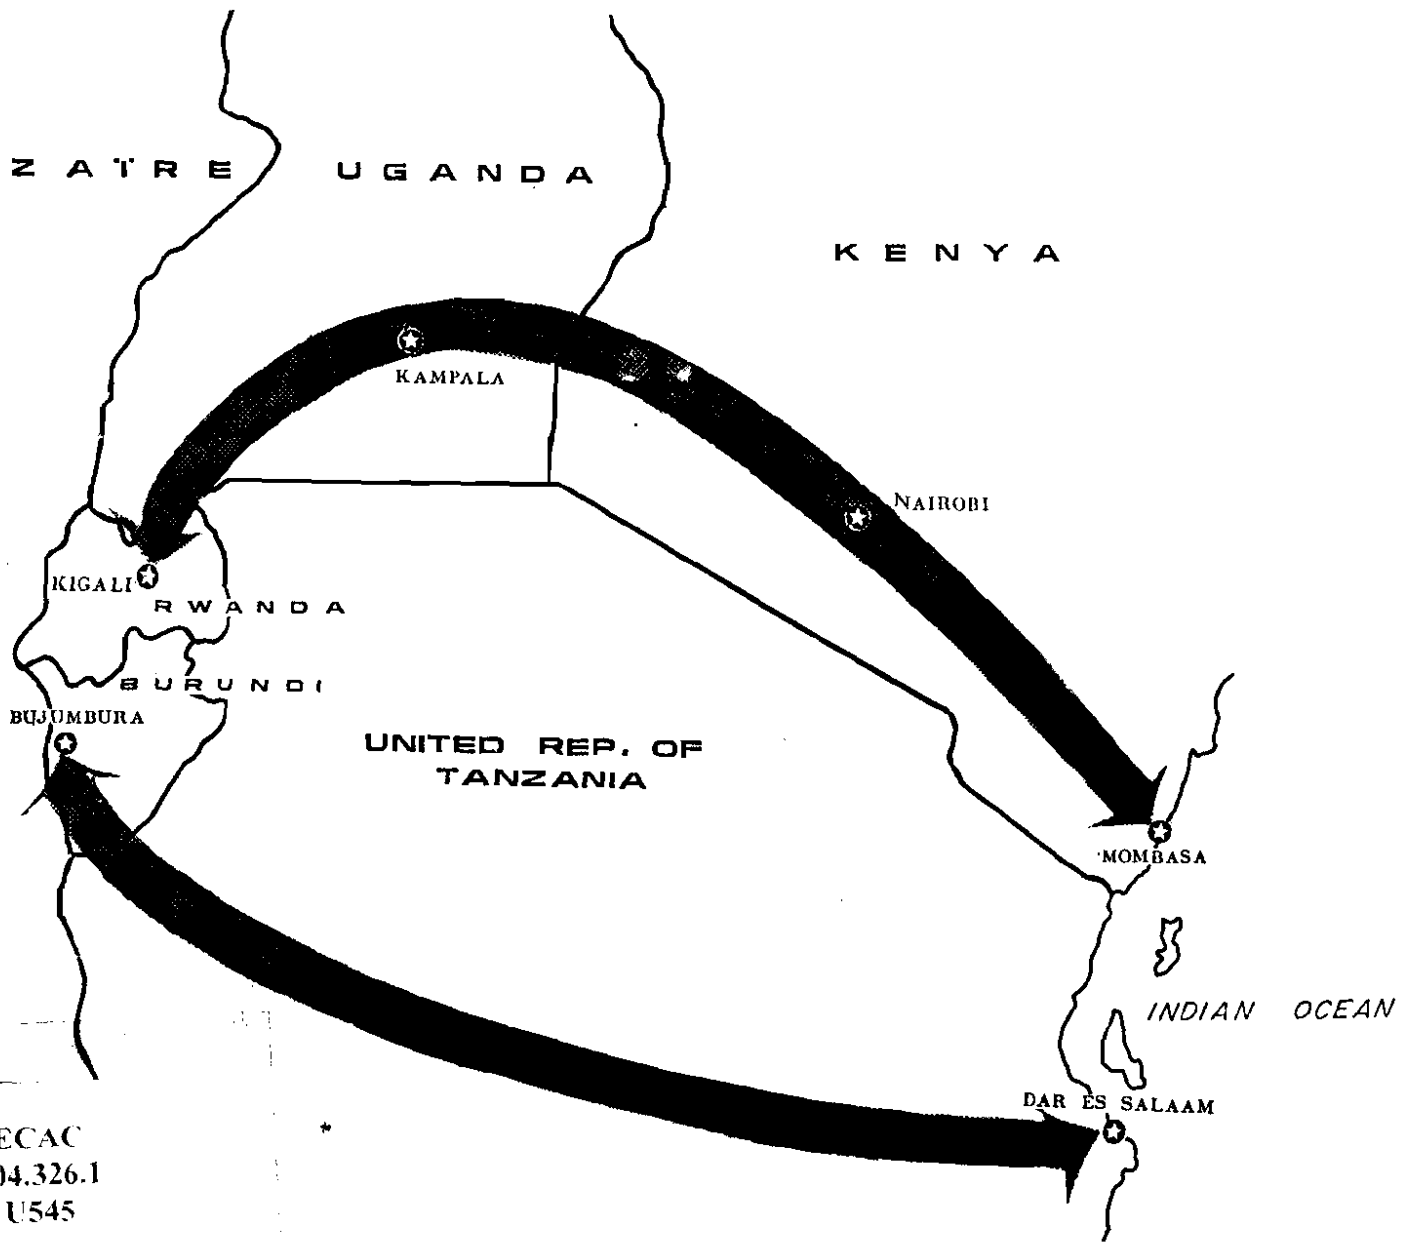 ZAÏRE
UGANDA
KENYA
KAMPALA
NAIROBI
KIGALI
RWANDA
BURUNDI
BUJUMBURA
UNITED REP. OF
TANZANIA
MOMBASA
INDIAN OCEAN
DAR ES SALAAM
ECAC
04.326.1
U545
*